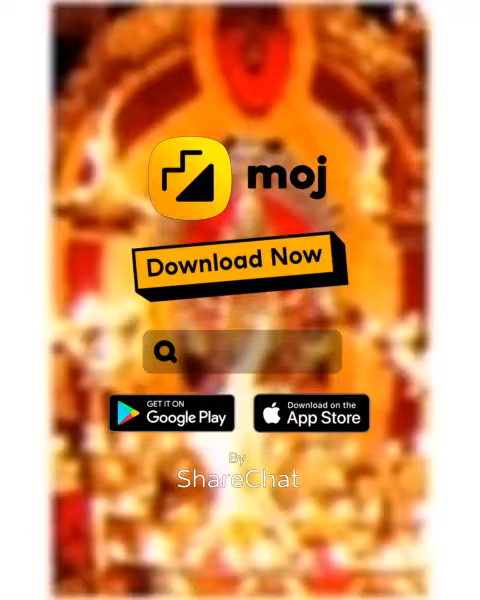 moj
Download Now
GET IT ON
Google Play
Download on the
App Store
By
ShareChat